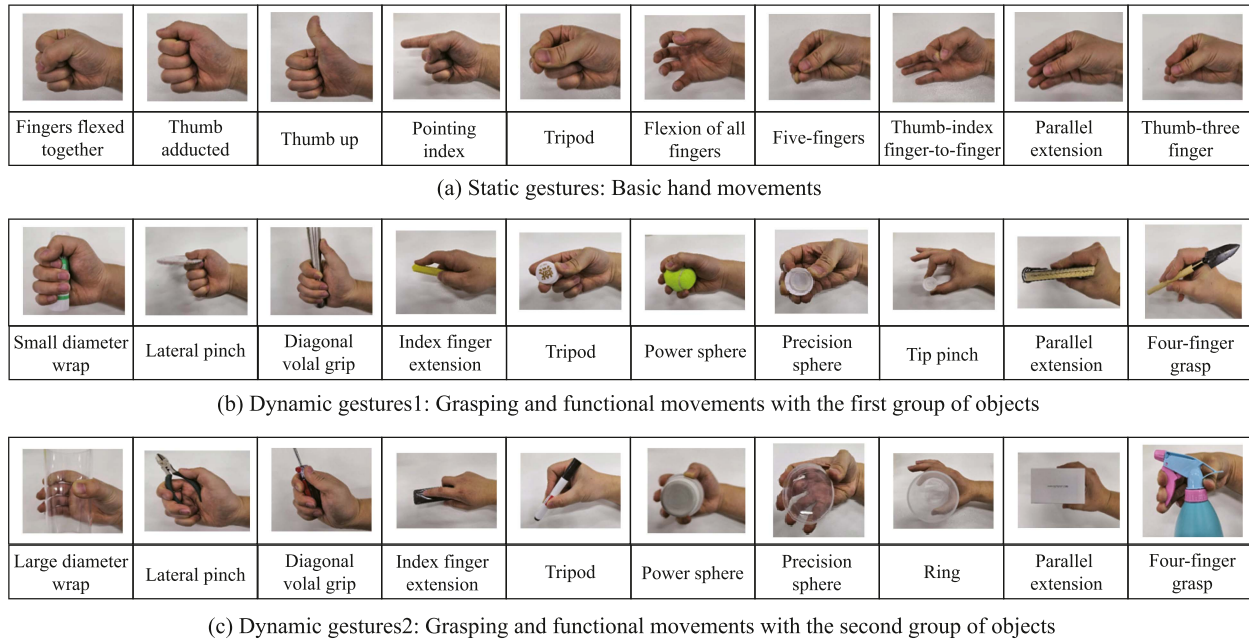 Fingers flexed together
Thumb adducted
Thumb up
Pointing index
Tripod
Flexion of all fingers
Five-fingers
Thumb-index finger-to-finger
Parallel extension
Thumb-three finger
(a) Static gestures: Basic hand movements
Small diameter wrap
Lateral pinch
Diagonal volal grip
Index finger extension
Tripod
Power sphere
Precision sphere
Tip pinch
Parallel extension
Four-finger grasp
(b) Dynamic gestures1: Grasping and functional movements with the first group of objects
Large diameter wrap
Lateral pinch
Diagonal volal grip
Index finger extension
Tripod
Power sphere
Precision sphere
Ring
Parallel extension
Four-finger grasp
(c) Dynamic gestures2: Grasping and functional movements with the second group of objects